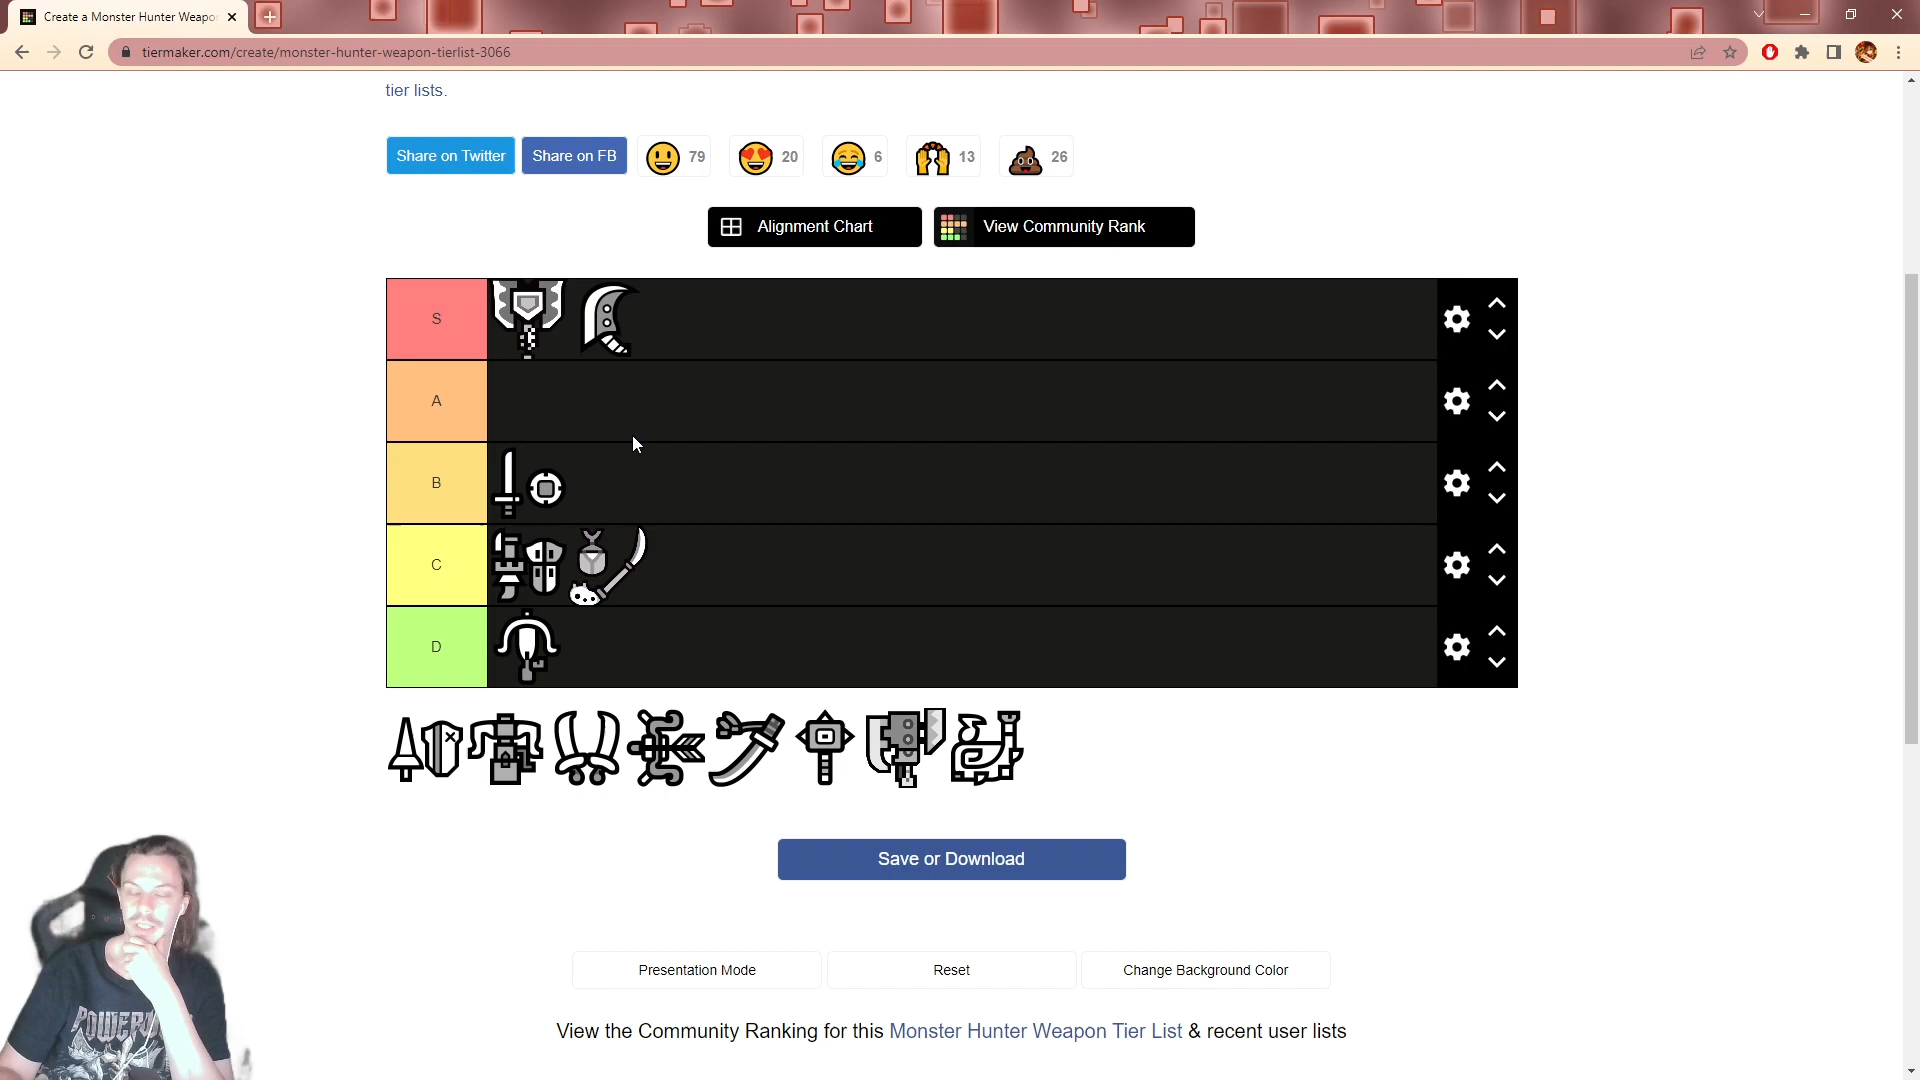 Create a Monster Hunter Weapon
tiermaker.com/create/monster-hunter-weapon-tierlist-3066
tier lists.
Share on Twitter
Share on FB
79
20
6
13
26
Alignment Chart
View Community Rank
S
A
B
C
D
Save or Download
Presentation Mode
Reset
Change Background Color
View the Community Ranking for this Monster Hunter Weapon Tier List & recent user lists